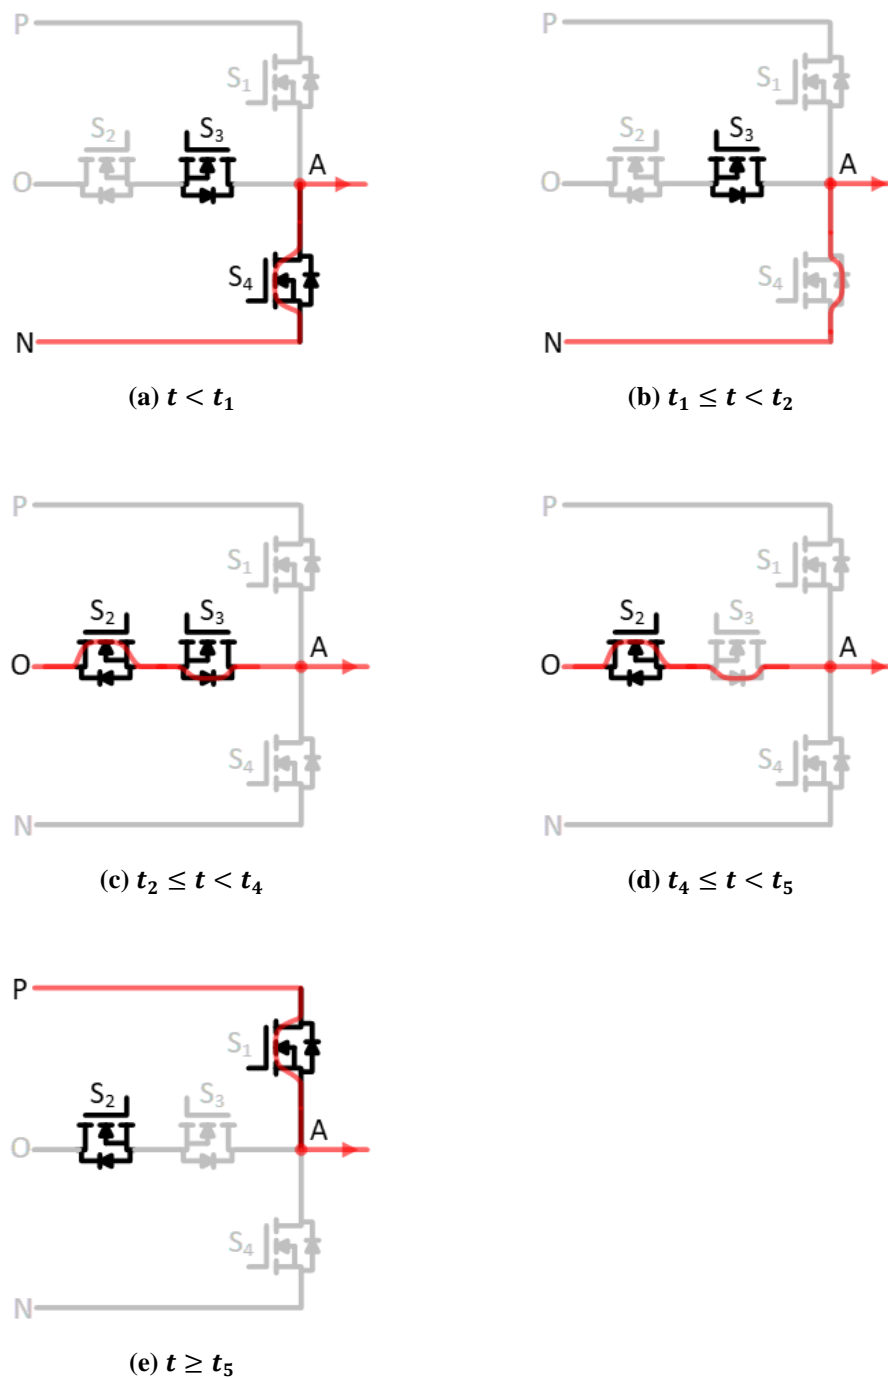 P P
S₁ S₁
S₂ S₃ A S₂ S₃ A
O O
S₄ S₄
N N
(a) t < t₁ (b) t₁ ≤ t < t₂
P P
S₁ S₁
S₂ S₃ A S₂ S₃ A
O O
S₄ S₄
N N
(c) t₂ ≤ t < t₄ (d) t₄ ≤ t < t₅
P
S₁
S₂ S₃ A
O
S₄
N
(e) t ≥ t₅